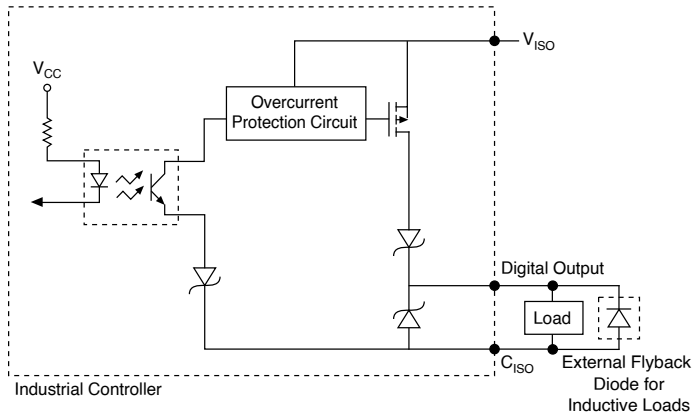 V_CC
V_ISO
Overcurrent
Protection Circuit
Digital Output
Load
C_ISO
External Flyback
Diode for
Inductive Loads
Industrial Controller